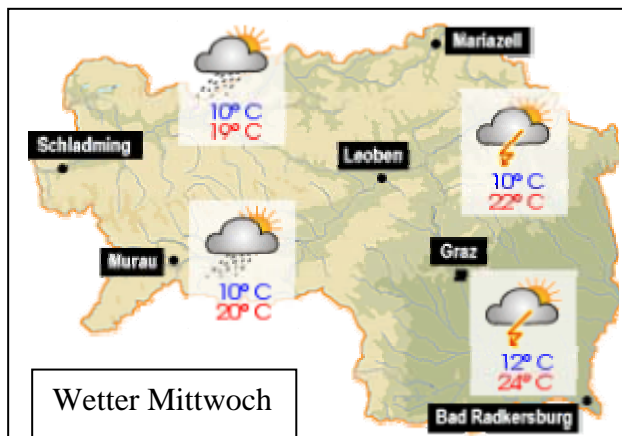 Mariazell
10° C
19° C
Schladming
Leoben
10° C
22° C
Murau
Graz
10° C
20° C
12° C
24° C
Wetter Mittwoch
Bad Radkersburg